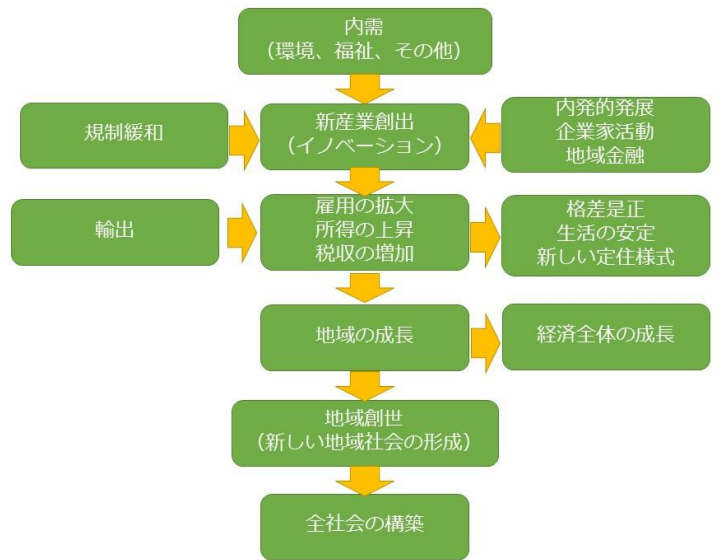 内需
（環境、福祉、その他）
規制緩和
新産業創出
（イノベーション）
内発的発展
企業家活動
地域金融
輸出
雇用の拡大
所得の上昇
税収の増加
格差是正
生活の安定
新しい定住様式
地域の成長
経済全体の成長
地域創世
（新しい地域社会の形成）
全社会の構築